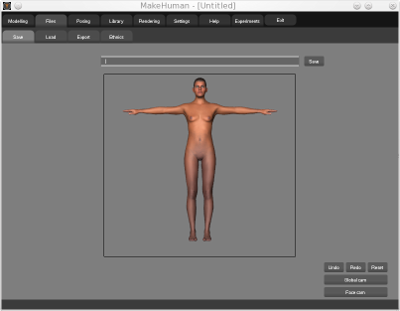 MakeHuman - [Untitled]
Modelling Files Posing Library Rendering Settings Help Experiments Exit
Save Load Export
Save
Undo Redo Reset
Global cam
Face cam